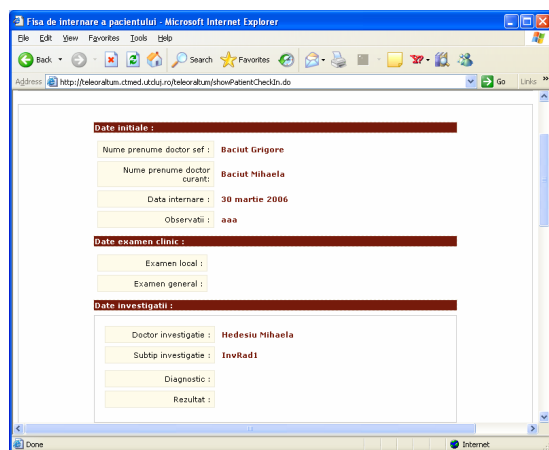 Fisa de internare a pacientului - Microsoft Internet Explorer
File Edit View Favorites Tools Help
Back Search Favorites
Address http://teleoraltum.ctmed.utcluj.ro/teleoraltum/showPatientCheckIn.do Go Links »
Date initiale :
Nume prenume doctor sef : Baciut Grigore
Nume prenume doctor
curant: Baciut Mihaela
Data internare : 30 martie 2006
Observatii : aaa
Date examen clinic :
Examen local :
Examen general :
Date investigatii :
Doctor investigatie : Hedesiu Mihaela
Subtip investigatie : InvRad1
Diagnostic :
Rezultat :
Done Internet